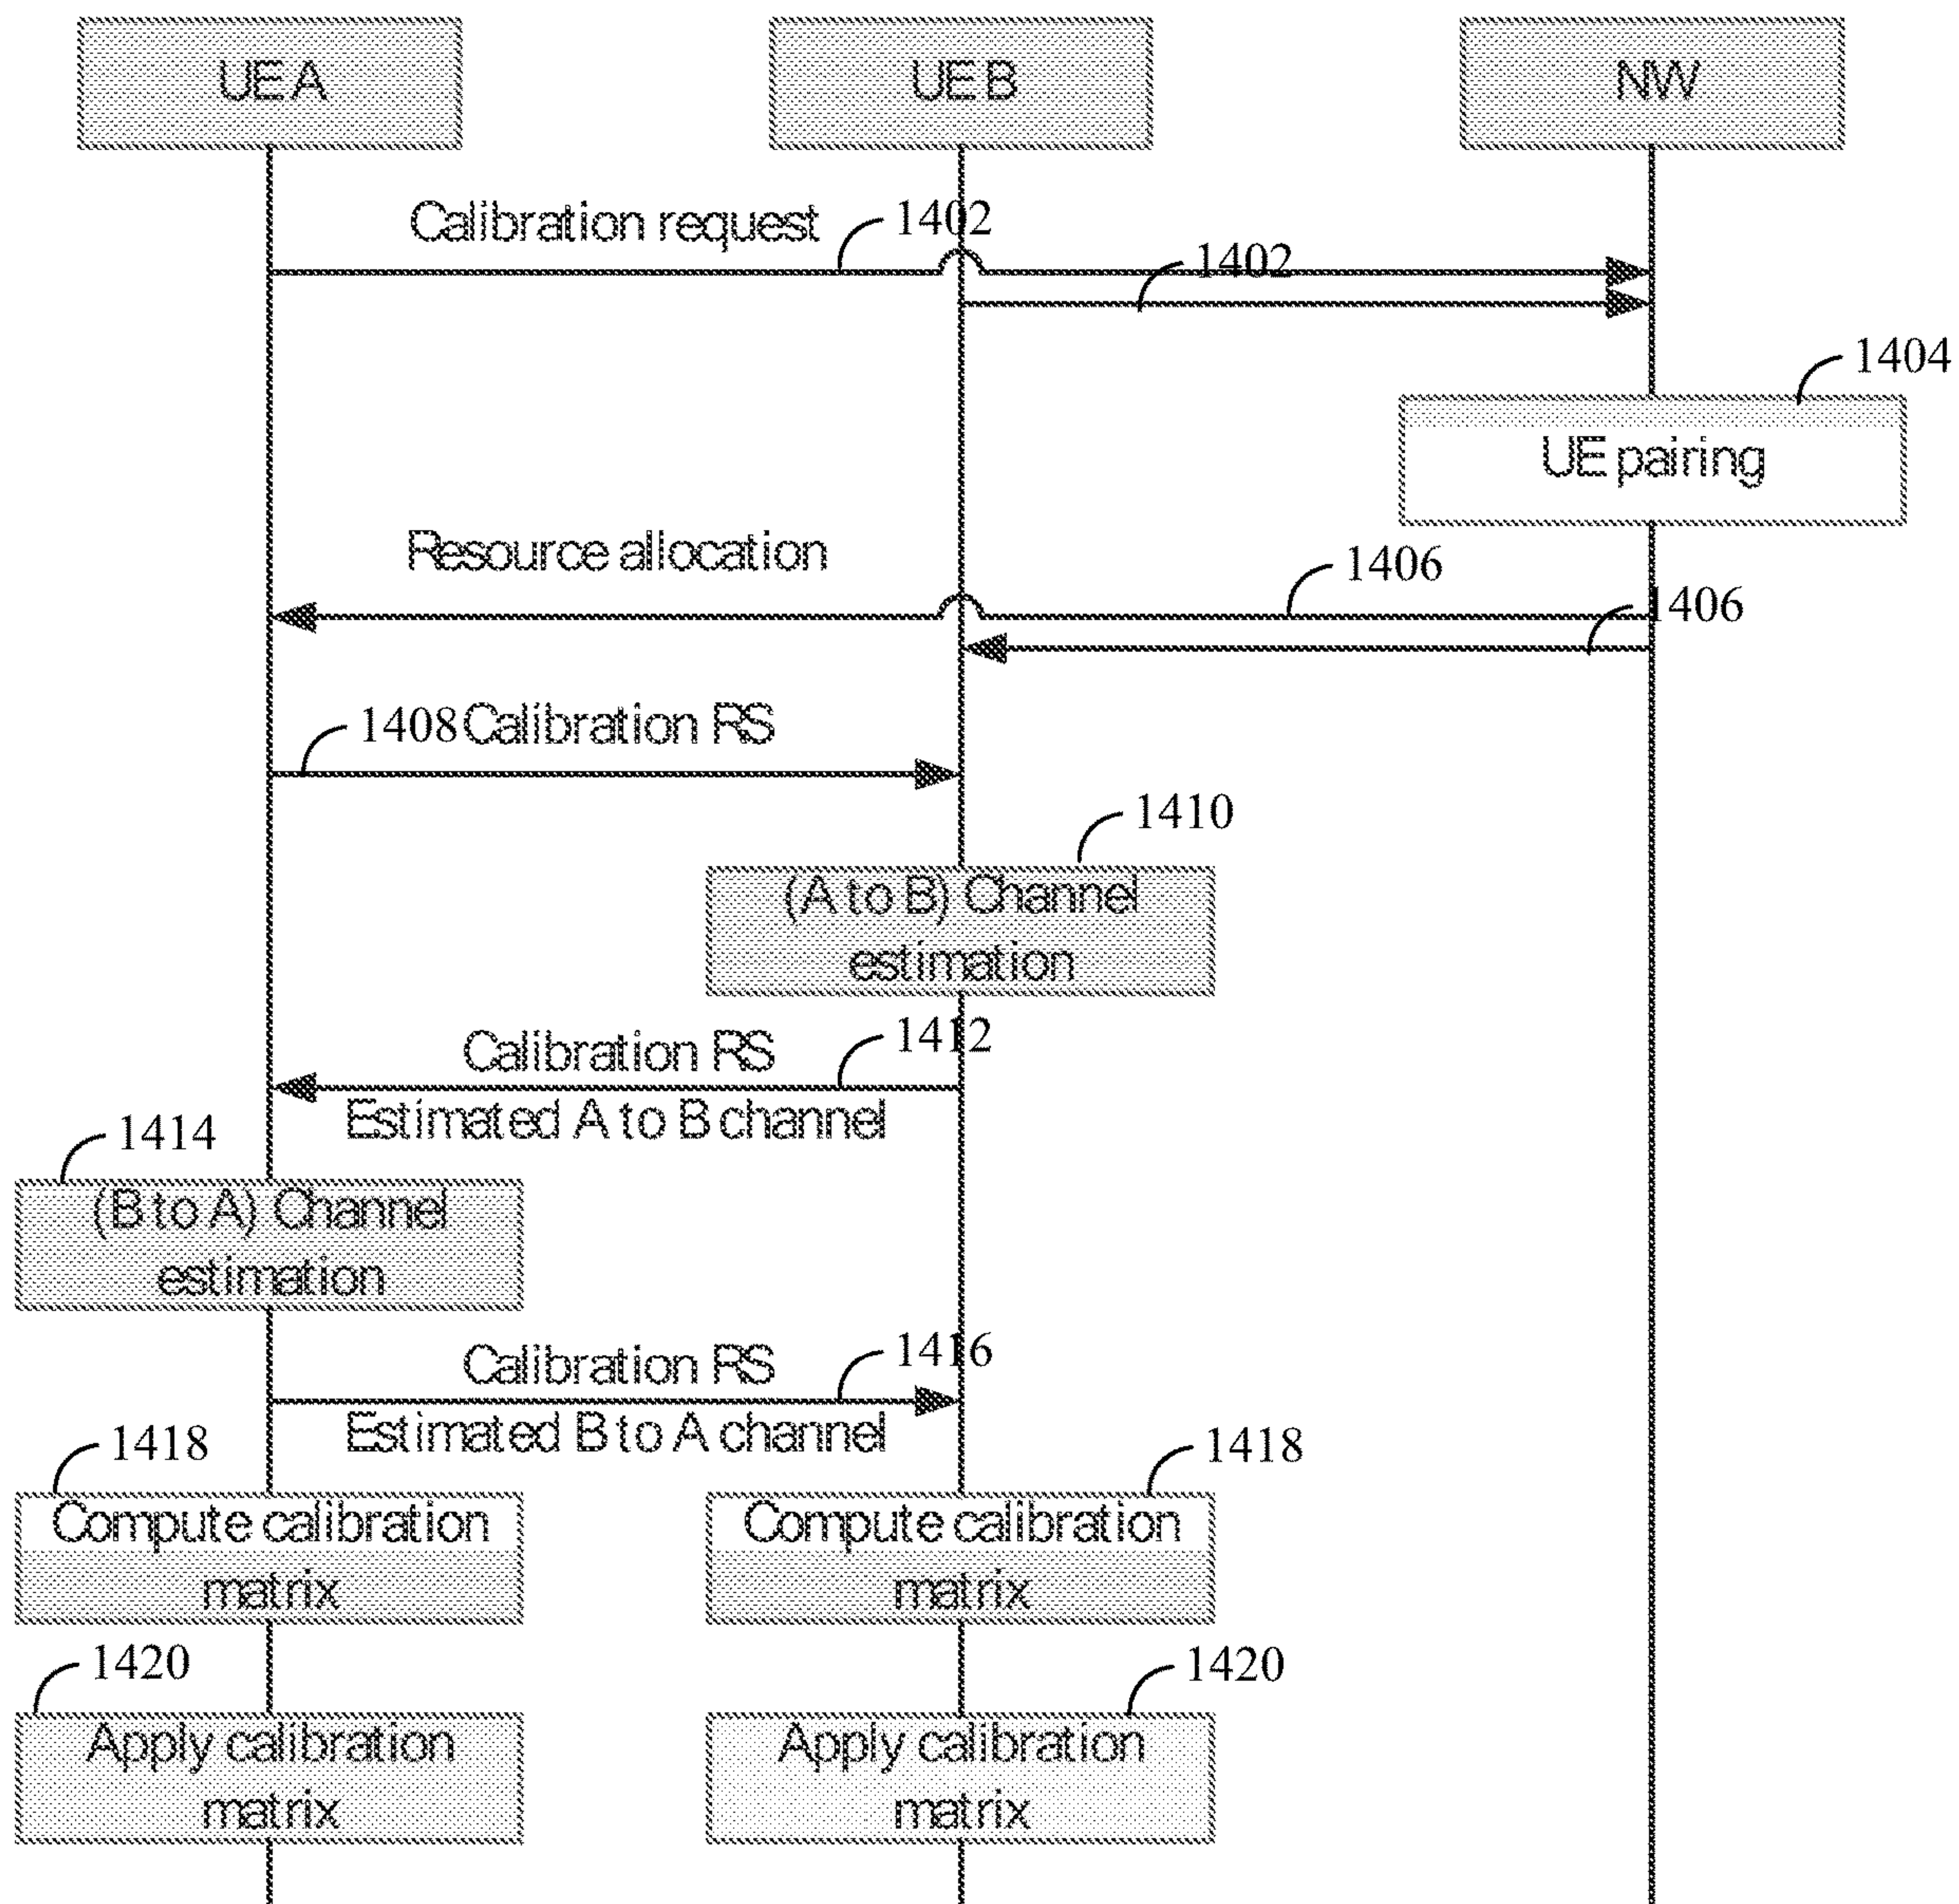 UE A
UE B
NW
Calibration request
1402
1402
1404
UE pairing
Resource allocation
1406
1406
1408
Calibration RS
1410
(A to B) Channel
estimation
Calibration RS
1412
Estimated A to B channel
1414
(B to A) Channel
estimation
Calibration RS
1416
Estimated B to A channel
1418
1418
Compute calibration
matrix
Compute calibration
matrix
1420
1420
Apply calibration
matrix
Apply calibration
matrix